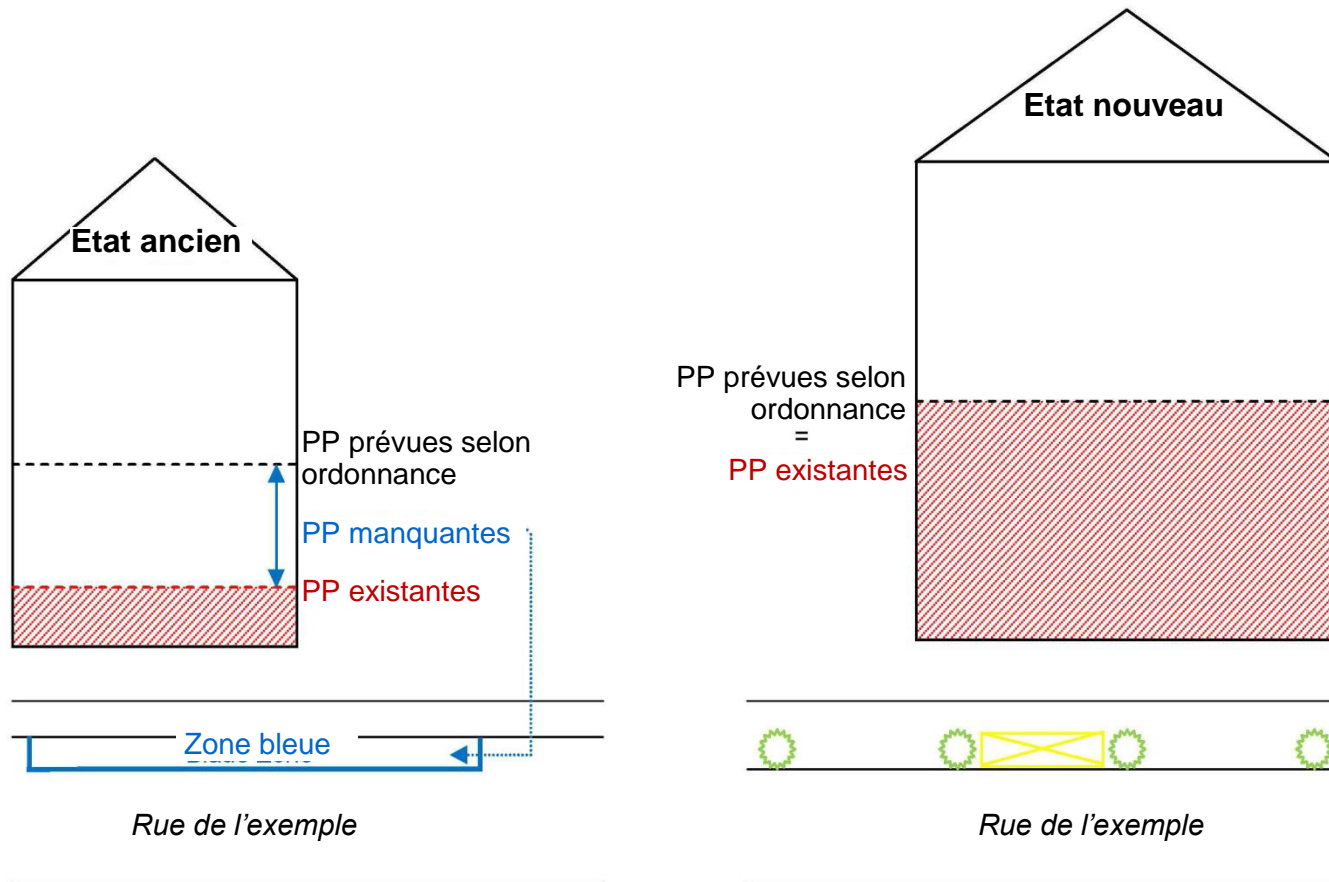 Etat ancien
PP prévues selon
ordonnance
PP manquantes
PP existantes
Zone bleue
Rue de l’exemple
Etat nouveau
PP prévues selon
ordonnance
=
PP existantes
Rue de l’exemple